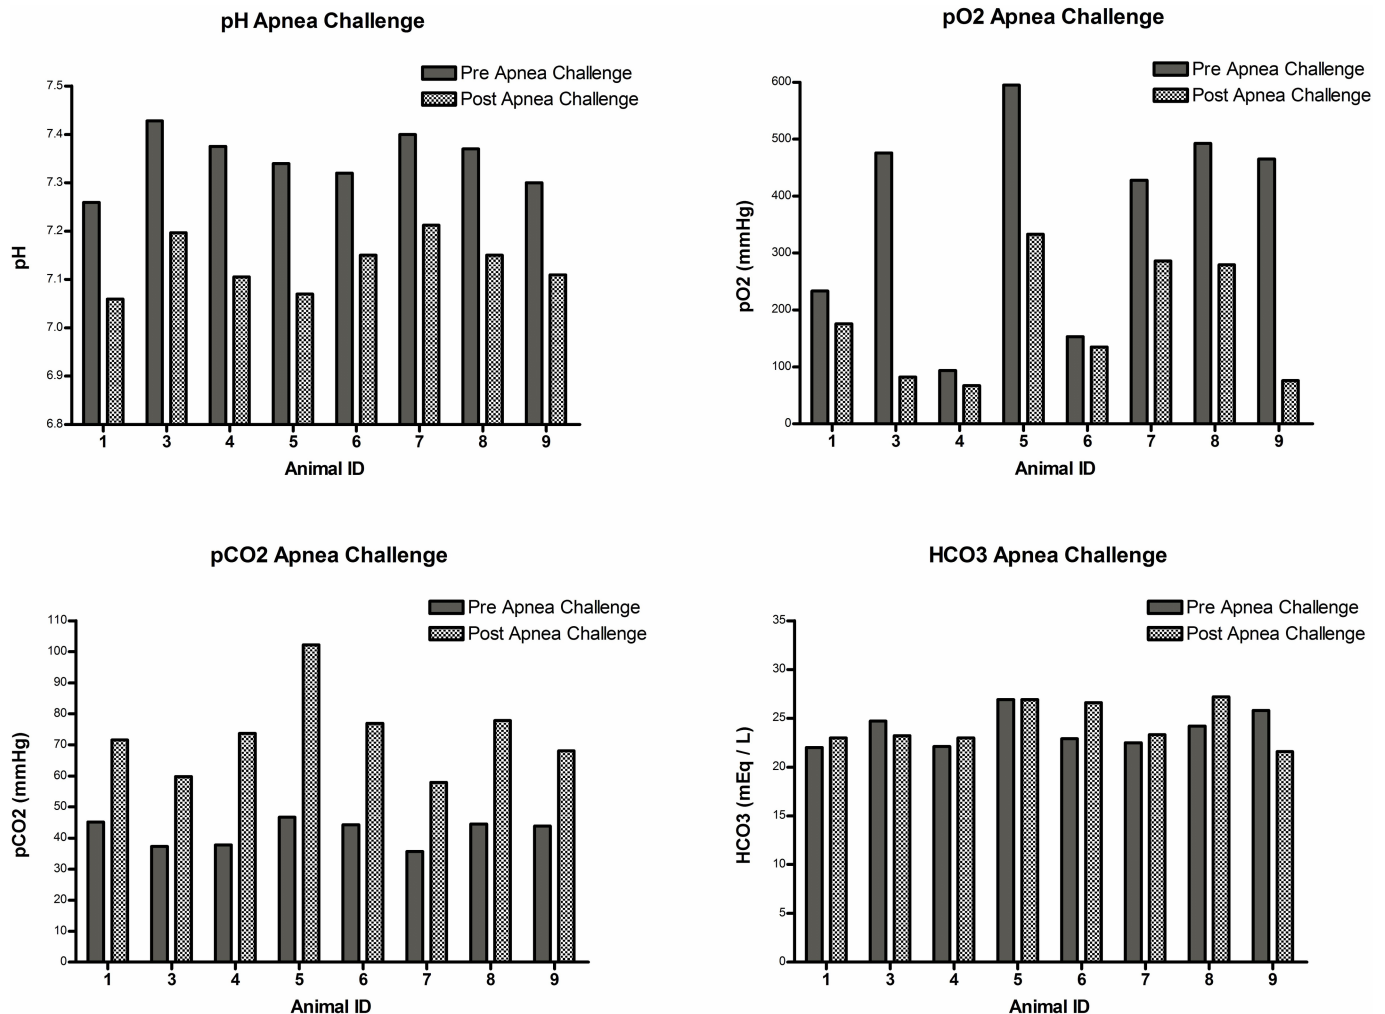 pH Apnea Challenge
Pre Apnea Challenge
Post Apnea Challenge
7.5
7.4
7.3
7.2
7.1
7.0
6.9
6.8
pH
1 3 4 5 6 7 8 9
Animal ID
pO2 Apnea Challenge
Pre Apnea Challenge
Post Apnea Challenge
600
500
400
300
200
100
0
pO2 (mmHg)
1 3 4 5 6 7 8 9
Animal ID
pCO2 Apnea Challenge
Pre Apnea Challenge
Post Apnea Challenge
110
100
90
80
70
60
50
40
30
20
10
0
pCO2 (mmHg)
1 3 4 5 6 7 8 9
Animal ID
HCO3 Apnea Challenge
Pre Apnea Challenge
Post Apnea Challenge
35
30
25
20
15
10
5
0
HCO3 (mEq / L)
1 3 4 5 6 7 8 9
Animal ID